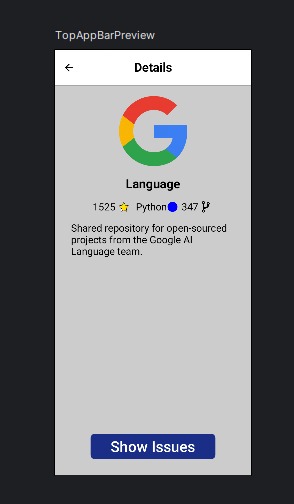 TopAppBarPreview
Details
Language
1525 Python 347
Shared repository for open-sourced
projects from the Google AI
Language team.
Show Issues